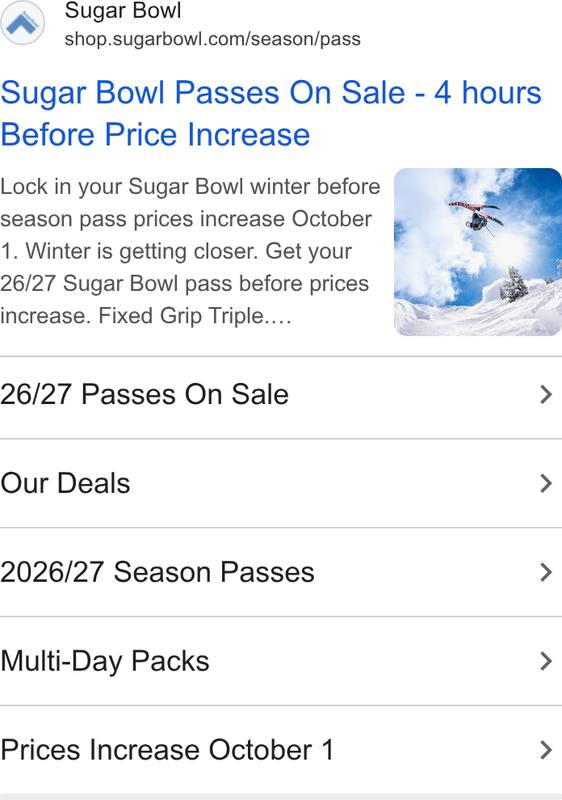 Sugar Bowl
shop.sugarbowl.com/season/pass
Sugar Bowl Passes On Sale - 4 hours
Before Price Increase
Lock in your Sugar Bowl winter before
season pass prices increase October
1. Winter is getting closer. Get your
26/27 Sugar Bowl pass before prices
increase. Fixed Grip Triple....
26/27 Passes On Sale
Our Deals
2026/27 Season Passes
Multi-Day Packs
Prices Increase October 1